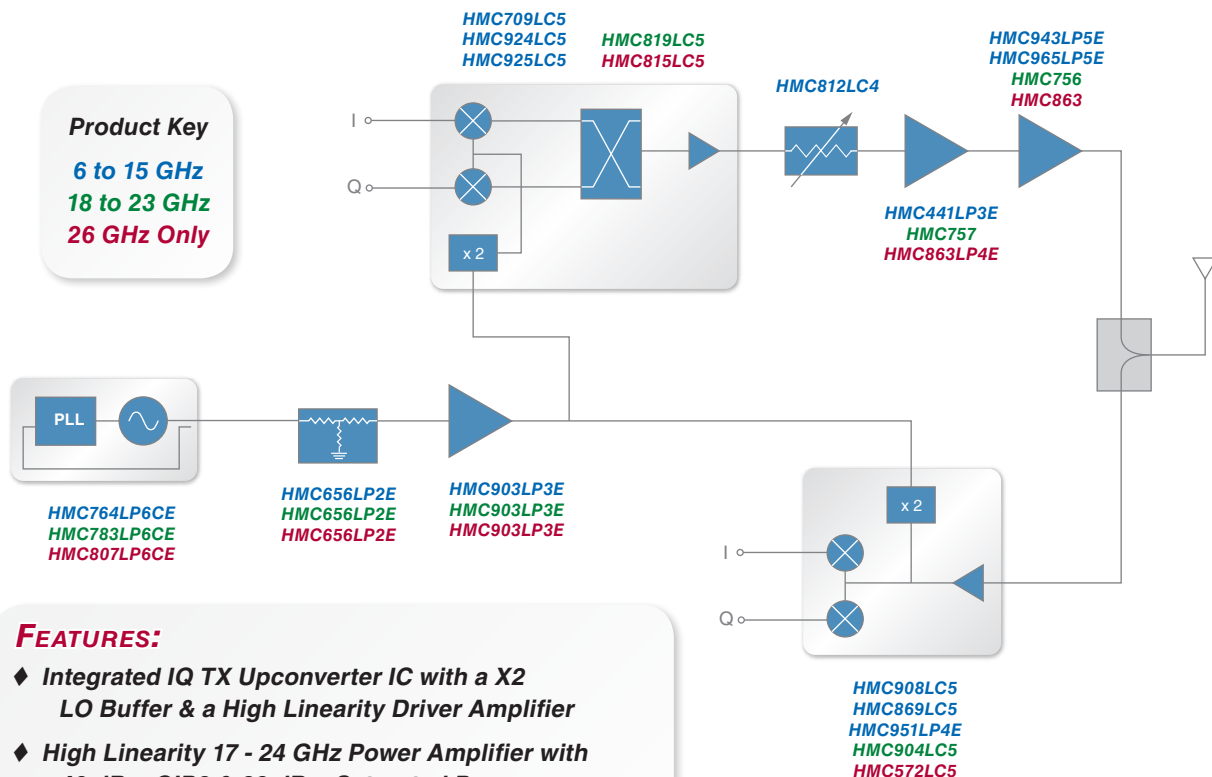 HMC709LC5
HMC924LC5
HMC925LC5
HMC819LC5
HMC815LC5
HMC812LC4
HMC943LP5E
HMC965LP5E
HMC756
HMC863
Product Key
6 to 15 GHz
18 to 23 GHz
26 GHz Only
I
Q
x 2
HMC441LP3E
HMC757
HMC863LP4E
PLL
HMC764LP6CE
HMC783LP6CE
HMC807LP6CE
HMC656LP2E
HMC656LP2E
HMC656LP2E
HMC903LP3E
HMC903LP3E
HMC903LP3E
x 2
I
Q
HMC908LC5
HMC869LC5
HMC951LP4E
HMC904LC5
HMC572LC5
FEATURES:
♦ Integrated IQ TX Upconverter IC with a X2
LO Buffer & a High Linearity Driver Amplifier
♦ High Linearity 17 - 24 GHz Power Amplifier with